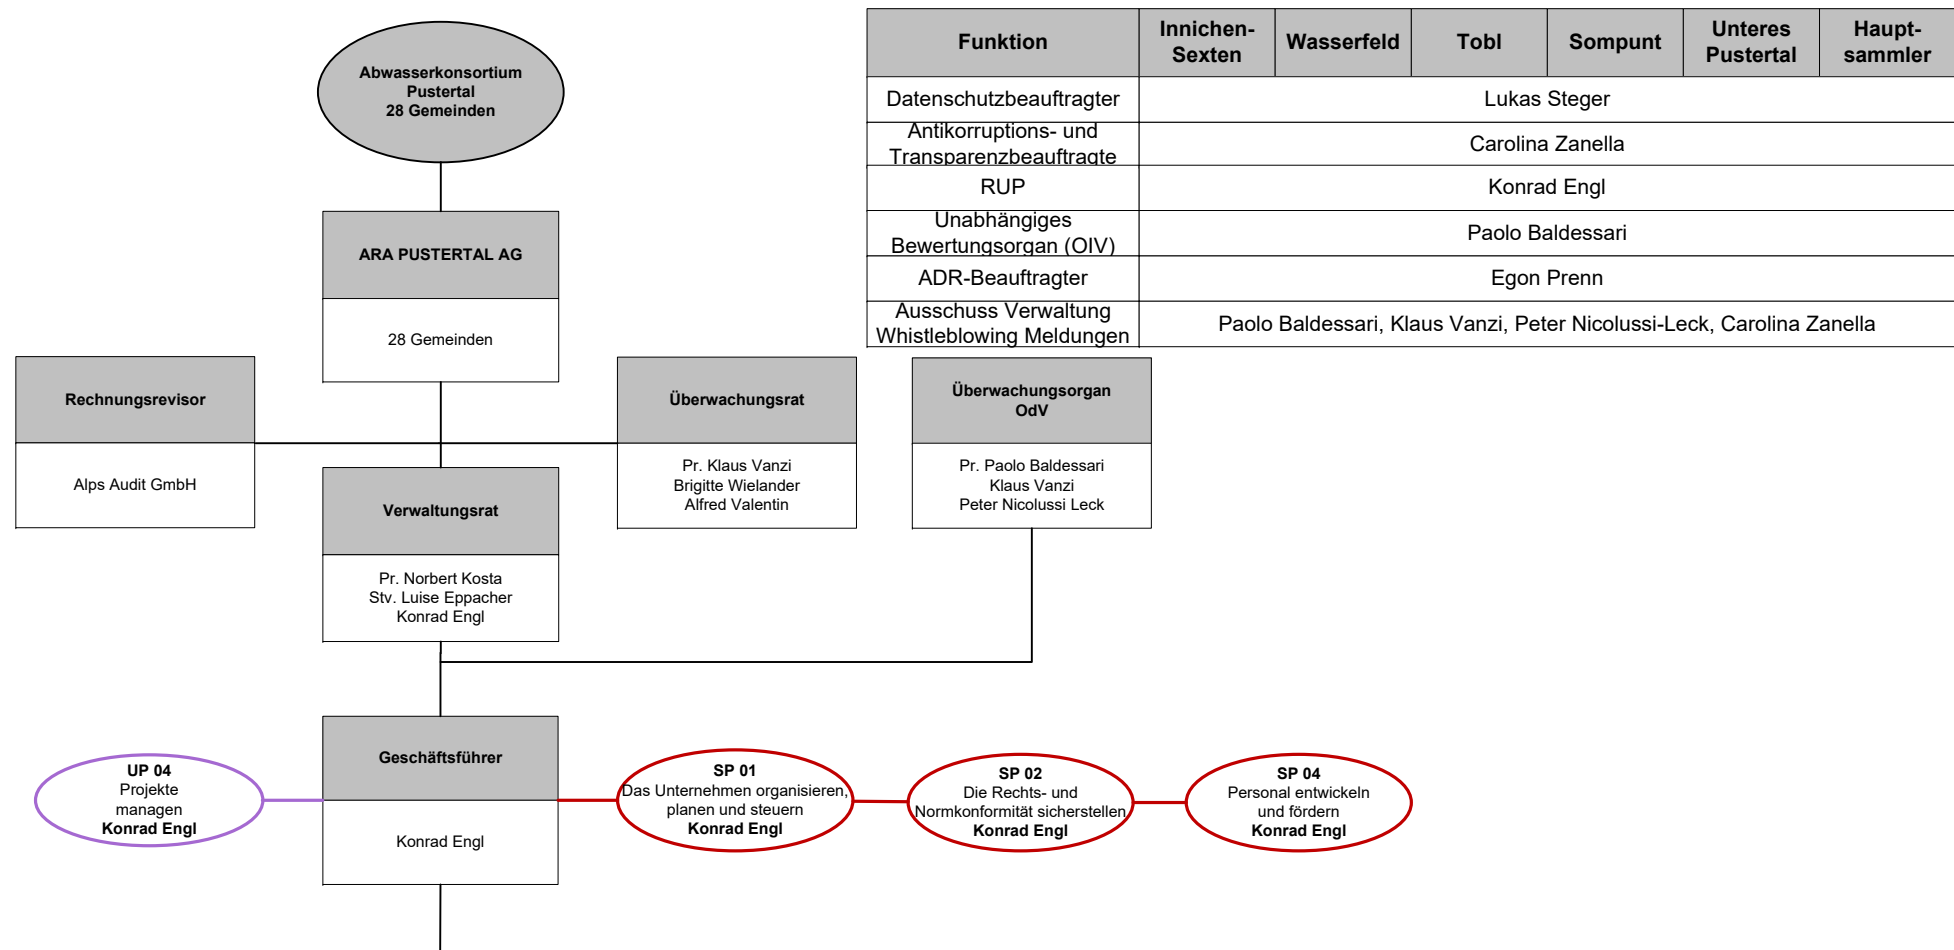 Abwasserkonsortium
Pustertal
28 Gemeinden
ARA PUSTERTAL AG
28 Gemeinden
Funktion
Innichen-
Sexten
Wasserfeld
Tobl
Sompunt
Unteres
Pustertal
Haupt-
sammler
Datenschutzbeauftragter
Lukas Steger
Antikorruptions- und
Transparenzbeauftragte
Carolina Zanella
RUP
Konrad Engl
Unabhängiges
Bewertungsorgan (OIV)
Paolo Baldessari
ADR-Beauftragter
Egon Prenn
Ausschuss Verwaltung
Whistleblowing Meldungen
Paolo Baldessari, Klaus Vanzi, Peter Nicolussi-Leck, Carolina Zanella
Rechnungsrevisor
Alps Audit GmbH
Überwachungsrat
Pr. Klaus Vanzi
Brigitte Wielander
Alfred Valentin
Überwachungsorgan
OdV
Pr. Paolo Baldessari
Klaus Vanzi
Peter Nicolussi Leck
Verwaltungsrat
Pr. Norbert Kosta
Stv. Luise Eppacher
Konrad Engl
Geschäftsführer
Konrad Engl
UP 04
Projekte
managen
Konrad Engl
SP 01
Das Unternehmen organisieren,
planen und steuern
Konrad Engl
SP 02
Die Rechts- und
Normkonformität sicherstellen
Konrad Engl
SP 04
Personal entwickeln
und fördern
Konrad Engl